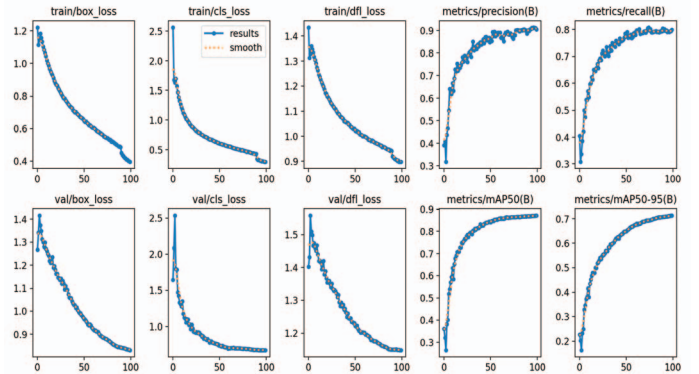 train/box_loss
train/cls_loss
train/dfl_loss
metrics/precision(B)
metrics/recall(B)
results
smooth
1.2
1.0
0.8
0.6
0.4
2.5
2.0
1.5
1.0
0.5
1.4
1.3
1.2
1.1
1.0
0.9
0.9
0.8
0.7
0.6
0.5
0.4
0.3
0.8
0.7
0.6
0.5
0.4
0.3
0 50 100
0 50 100
0 50 100
0 50 100
0 50 100
val/box_loss
val/cls_loss
val/dfl_loss
metrics/mAP50(B)
metrics/mAP50-95(B)
1.4
1.3
1.2
1.1
1.0
0.9
2.5
2.0
1.5
1.0
1.5
1.4
1.3
1.2
0.9
0.8
0.7
0.6
0.5
0.4
0.3
0.7
0.6
0.5
0.4
0.3
0.2
0 50 100
0 50 100
0 50 100
0 50 100
0 50 100